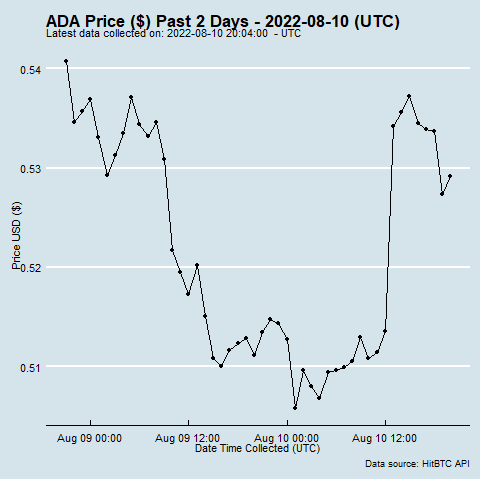 ADA Price ($) Past 2 Days - 2022-08-10 (UTC)
Latest data collected on: 2022-08-10 20:04:00 - UTC
0.54
0.53
0.52
0.51
Price USD ($)
Aug 09 00:00 Aug 09 12:00 Aug 10 00:00 Aug 10 12:00
Date Time Collected (UTC)
Data source: HitBTC API